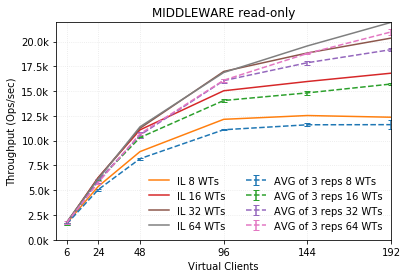 MIDDLEWARE read-only
Throughput (Ops/sec)
20.0k
17.5k
15.0k
12.5k
10.0k
7.5k
5.0k
2.5k
0.0k
IL 8 WTs
IL 16 WTs
IL 32 WTs
IL 64 WTs
AVG of 3 reps 8 WTs
AVG of 3 reps 16 WTs
AVG of 3 reps 32 WTs
AVG of 3 reps 64 WTs
6 24 48 96 144 192
Virtual Clients